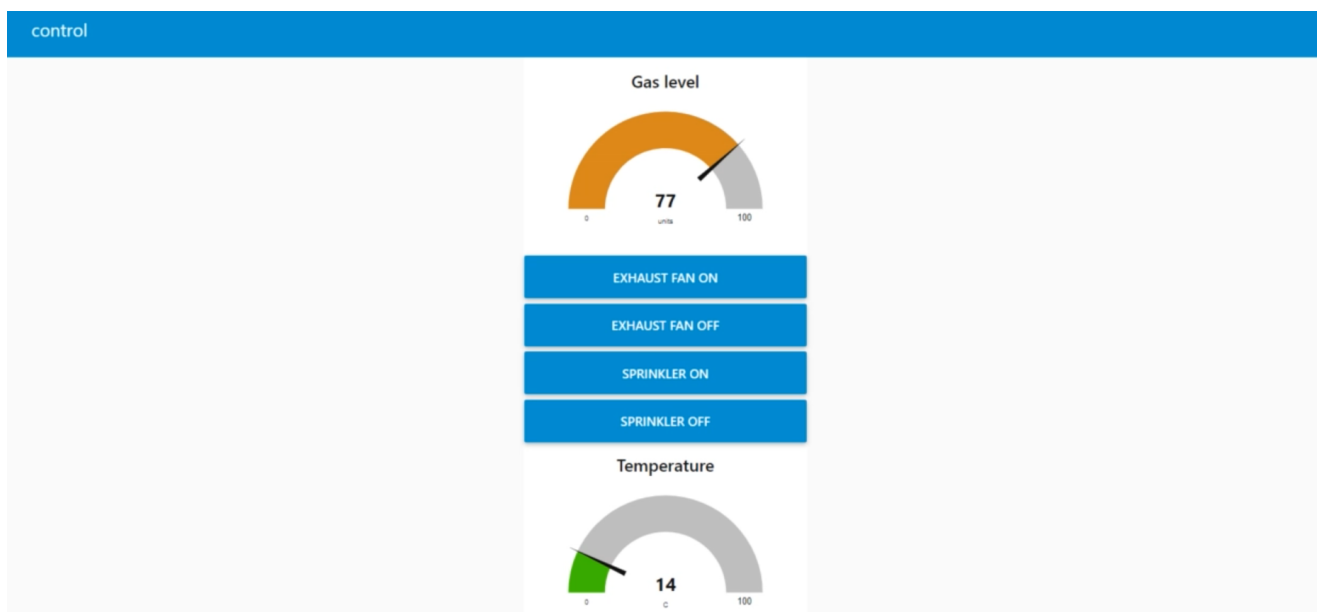 control
Gas level
77
units
0
100
EXHAUST FAN ON
EXHAUST FAN OFF
SPRINKLER ON
SPRINKLER OFF
Temperature
14
C
0
100